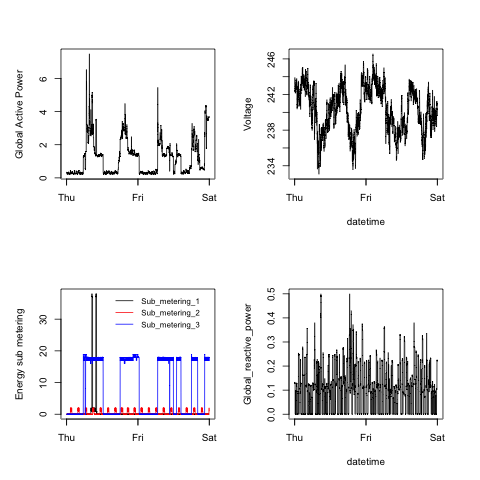 Global Active Power
6
4
2
0
Thu Fri Sat
Voltage
246
242
238
234
Thu Fri Sat
datetime
Energy sub metering
30
20
10
0
Sub_metering_1
Sub_metering_2
Sub_metering_3
Thu Fri Sat
Global_reactive_power
0.5
0.4
0.3
0.2
0.1
0.0
Thu Fri Sat
datetime